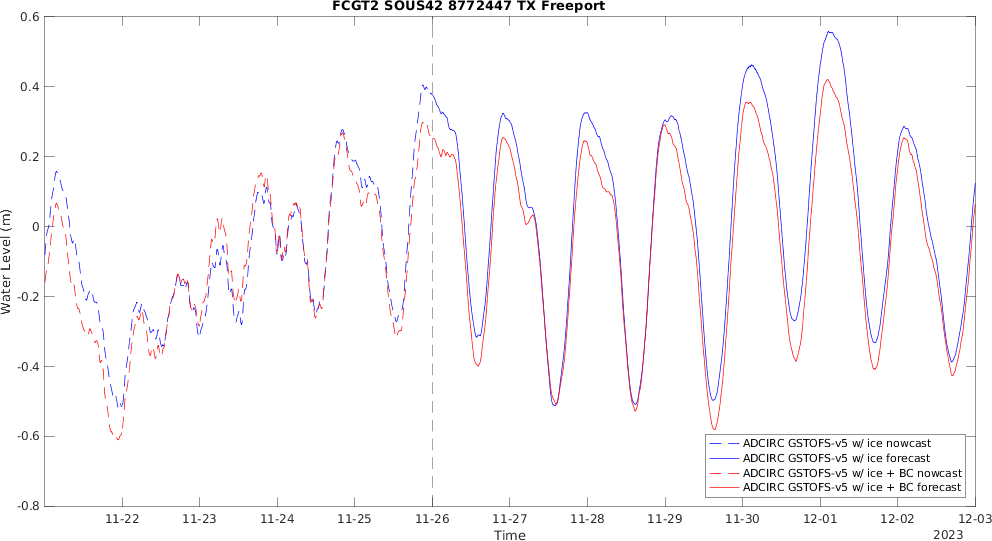 FCGT2 SOUS42 8772447 TX Freeport
0.6
0.4
0.2
0
-0.2
-0.4
-0.6
-0.8
Water Level (m)
11-22 11-23 11-24 11-25 11-26 11-27 11-28 11-29 11-30 12-01 12-02 12-03
Time
2023
ADCIRC GSTOFS-v5 w/ ice nowcast
ADCIRC GSTOFS-v5 w/ ice forecast
ADCIRC GSTOFS-v5 w/ ice + BC nowcast
ADCIRC GSTOFS-v5 w/ ice + BC forecast